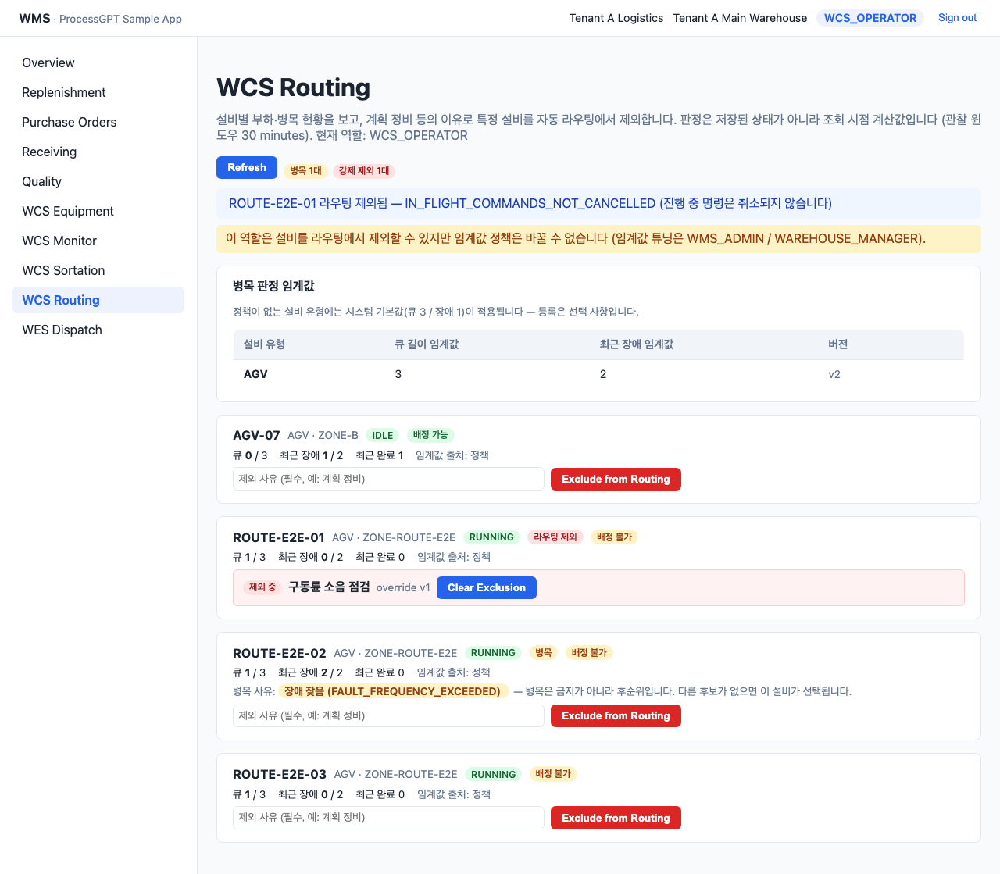 WMS · ProcessGPT Sample App
Tenant A Logistics Tenant A Main Warehouse WCS_OPERATOR Sign out
Overview
Replenishment
Purchase Orders
Receiving
Quality
WCS Equipment
WCS Monitor
WCS Sortation
WCS Routing
WES Dispatch
WCS Routing
설비별 부하·병목 현황을 보고, 계획 정비 등의 이유로 특정 설비를 자동 라우팅에서 제외합니다. 판정은 저장된 상태가 아니라 조회 시점 계산값입니다 (관찰 윈
도우 30 minutes). 현재 역할: WCS_OPERATOR
Refresh 병목 1대 강제 제외 1대
ROUTE-E2E-01 라우팅 제외됨 — IN_FLIGHT_COMMANDS_NOT_CANCELLED (진행 중 명령은 취소되지 않습니다)
이 역할은 설비를 라우팅에서 제외할 수 있지만 임계값 정책은 바꿀 수 없습니다 (임계값 튜닝은 WMS_ADMIN / WAREHOUSE_MANAGER).
병목 판정 임계값
정책이 없는 설비 유형에는 시스템 기본값(큐 3 / 장애 1)이 적용됩니다 — 등록은 선택 사항입니다.
설비 유형 큐 길이 임계값 최근 장애 임계값 버전
AGV 3 2 v2
AGV-07 AGV · ZONE-B IDLE 배정 가능
큐 0 / 3 최근 장애 1 / 2 최근 완료 1 임계값 출처: 정책
제외 사유 (필수, 예: 계획 정비) Exclude from Routing
ROUTE-E2E-01 AGV · ZONE-ROUTE-E2E RUNNING 라우팅 제외 배정 불가
큐 1 / 3 최근 장애 0 / 2 최근 완료 0 임계값 출처: 정책
제외 중 구동륜 소음 점검 override v1 Clear Exclusion
ROUTE-E2E-02 AGV · ZONE-ROUTE-E2E RUNNING 병목 배정 불가
큐 1 / 3 최근 장애 2 / 2 최근 완료 0 임계값 출처: 정책
병목 사유: 장애 잦음 (FAULT_FREQUENCY_EXCEEDED) — 병목은 금지가 아니라 후순위입니다. 다른 후보가 없으면 이 설비가 선택됩니다.
제외 사유 (필수, 예: 계획 정비) Exclude from Routing
ROUTE-E2E-03 AGV · ZONE-ROUTE-E2E RUNNING 배정 불가
큐 1 / 3 최근 장애 0 / 2 최근 완료 0 임계값 출처: 정책
제외 사유 (필수, 예: 계획 정비) Exclude from Routing